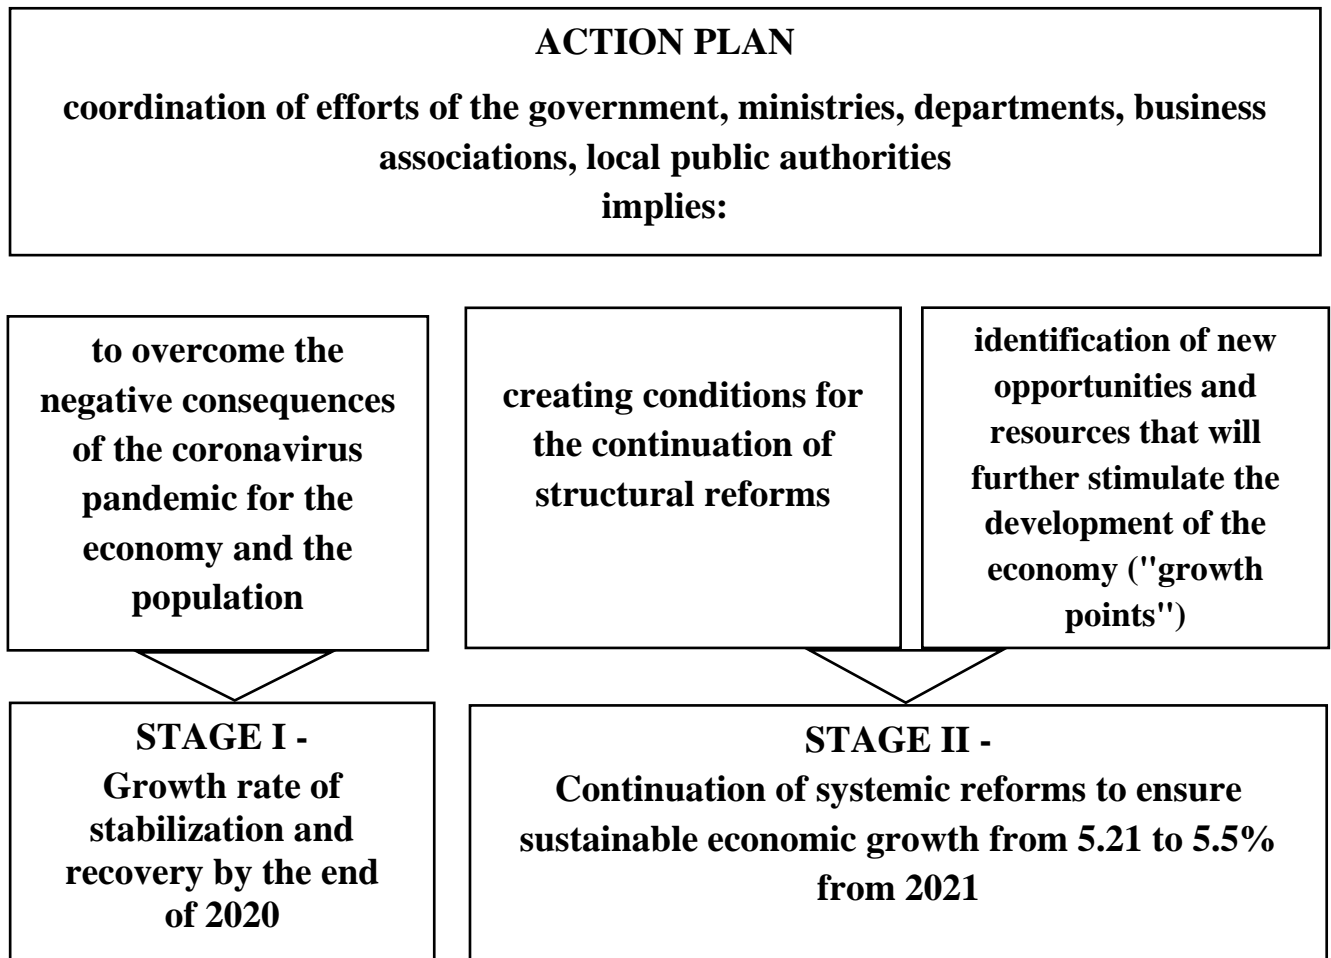 ACTION PLAN
coordination of efforts of the government, ministries, departments, business
associations, local public authorities
implies:
to overcome the
negative consequences
of the coronavirus
pandemic for the
economy and the
population
creating conditions for
the continuation of
structural reforms
identification of new
opportunities and
resources that will
further stimulate the
development of the
economy ("growth
points")
STAGE I -
Growth rate of
stabilization and
recovery by the end
of 2020
STAGE II -
Continuation of systemic reforms to ensure
sustainable economic growth from 5.21 to 5.5%
from 2021